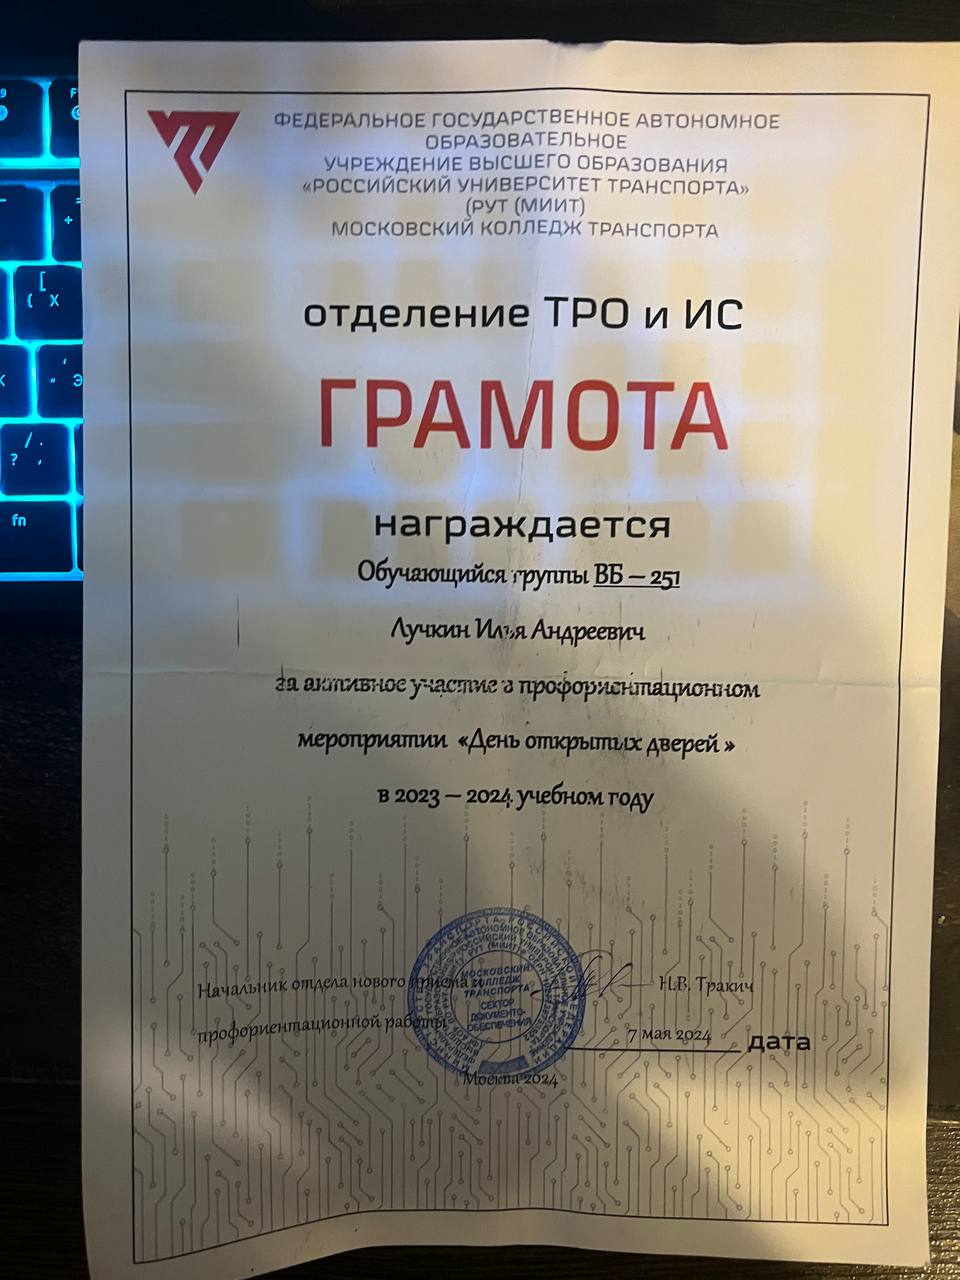 ФЕДЕРАЛЬНОЕ ГОСУДАРСТВЕННОЕ АВТОНОМНОЕ
ОБРАЗОВАТЕЛЬНОЕ
УЧРЕЖДЕНИЕ ВЫСШЕГО ОБРАЗОВАНИЯ
«РОССИЙСКИЙ УНИВЕРСИТЕТ ТРАНСПОРТА»
(РУТ (МИИТ)
МОСКОВСКИЙ КОЛЛЕДЖ ТРАНСПОРТА
отделение ТРО и ИС
ГРАМОТА
награждается
Обучающийся группы ВБ – 251
Лучкин Илья Андреевич
за активное участие в профориентационном
мероприятии «День открытых дверей »
в 2023 – 2024 учебном году
Начальник отдела нового приема и
профориентационной работы
Н.В. Тракич
7 мая 2024 дата
Москва 2024
МОСКОВСКИЙ
КОЛЛЕДЖ
ТРАНСПОРТА
СЕКТОР
ДОКУМЕНТО-
ОБЕСПЕЧЕНИЯ
fn